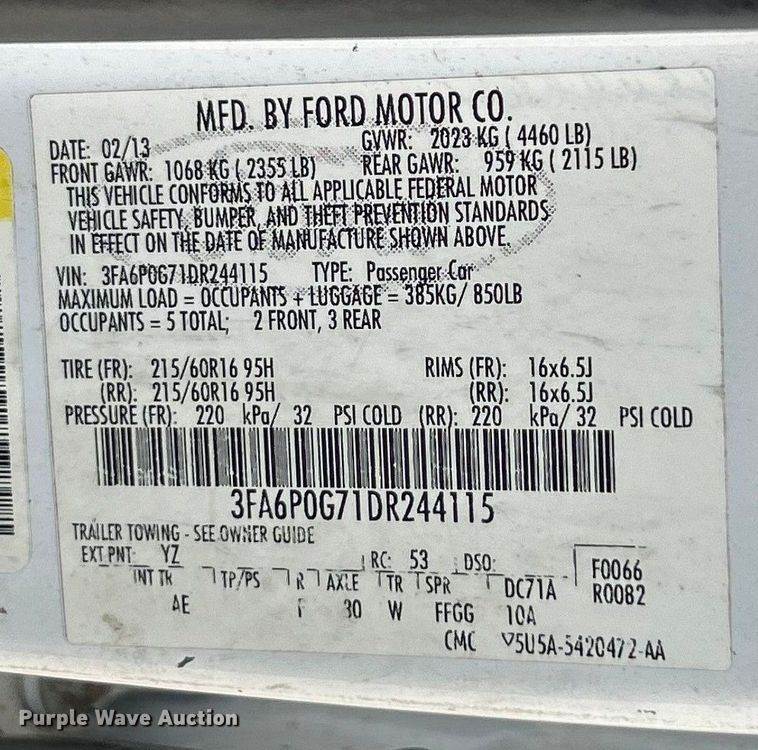 MFD. BY FORD MOTOR CO.
DATE: 02/13 GVWR: 2023 KG ( 4460 LB)
FRONT GAWR: 1068 KG ( 2355 LB) REAR GAWR: 959 KG ( 2115 LB)
THIS VEHICLE CONFORMS TO ALL APPLICABLE FEDERAL MOTOR
VEHICLE SAFETY, BUMPER, AND THEFT PREVENTION STANDARDS
IN EFFECT ON THE DATE OF MANUFACTURE SHOWN ABOVE.
VIN: 3FA6P0G71DR244115 TYPE: Passenger Car
MAXIMUM LOAD = OCCUPANTS + LUGGAGE = 385KG/ 850LB
OCCUPANTS = 5 TOTAL; 2 FRONT, 3 REAR
TIRE (FR): 215/60R16 95H RIMS (FR): 16x6.5J
(RR): 215/60R16 95H (RR): 16x6.5J
PRESSURE (FR): 220 kPa/ 32 PSI COLD (RR): 220 kPa/ 32 PSI COLD
3FA6P0G71DR244115
TRAILER TOWING - SEE OWNER GUIDE
EXT PNT: YZ RC: 53 DSO: F0066
INT TR TP/PS R AXLE TR SPR DC71A R0082
AE 30 W FFGG 10A
CMC V5U5A-5420472-AA
Purple Wave Auction